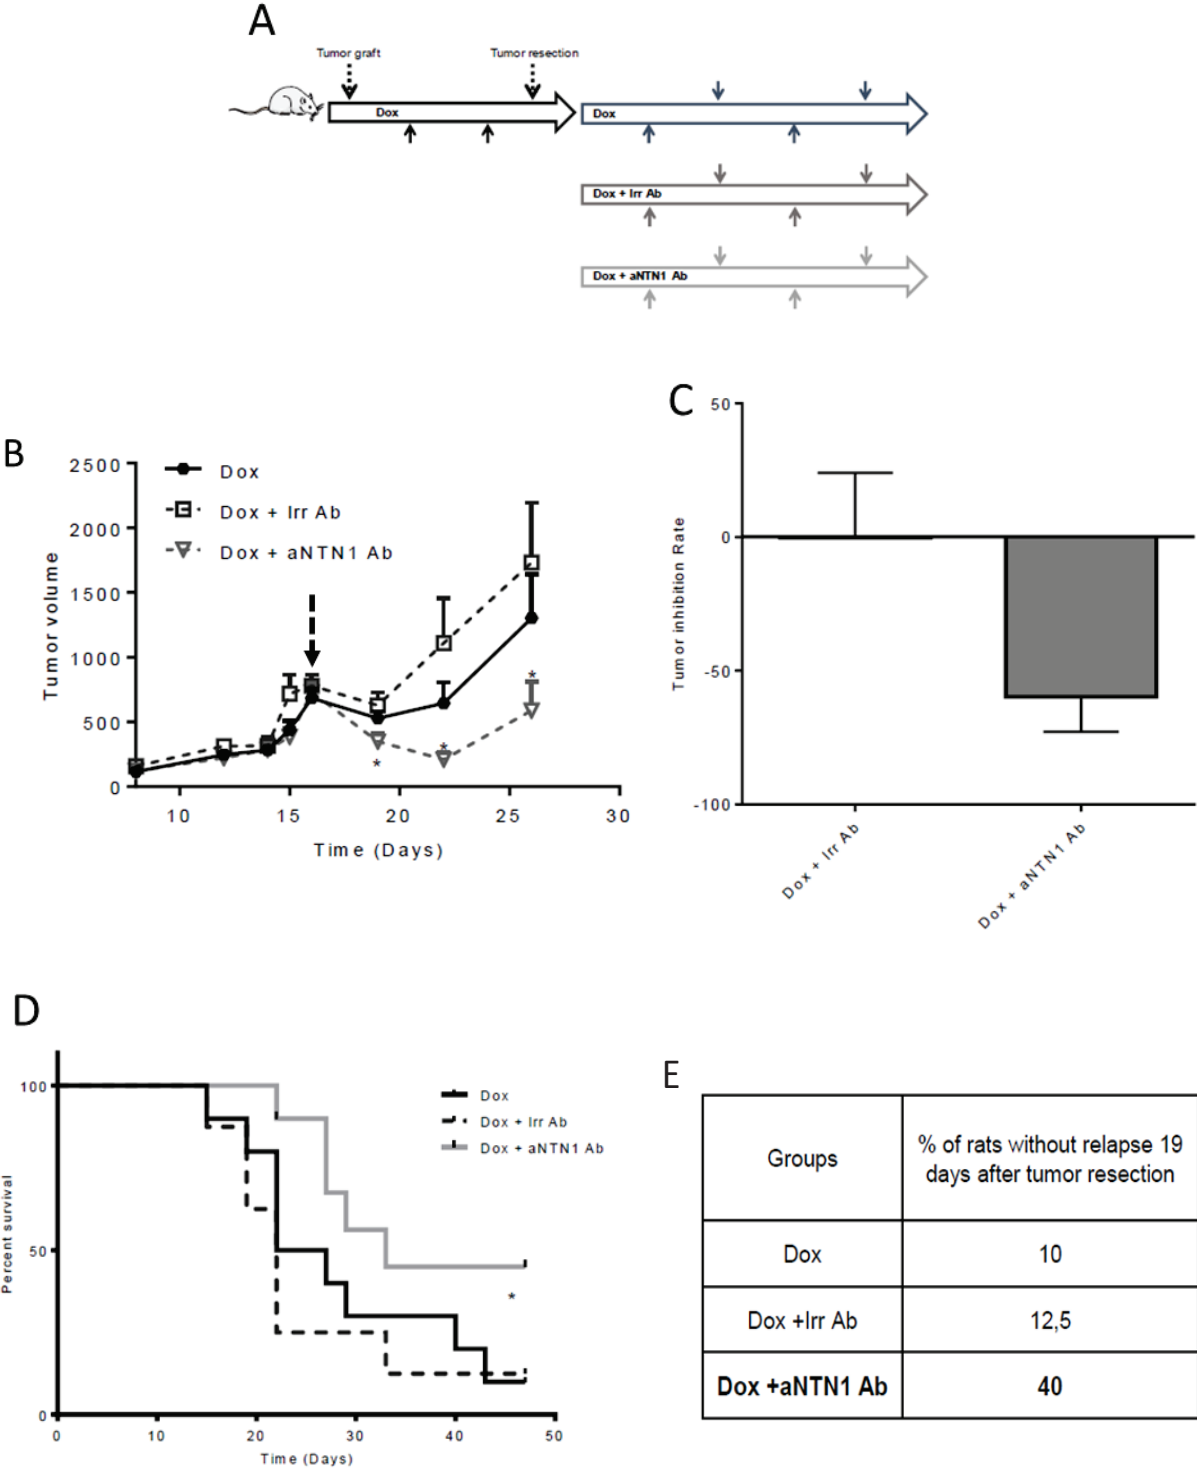 A
Tumor graft
Tumor resection
Dox
Dox
Dox + Irr Ab
Dox + aNTN1 Ab
B
2500
2000
1500
1000
500
0
Tumor volume
Dox
Dox + Irr Ab
Dox + aNTN1 Ab
*
*
*
10
15
20
25
30
Time (Days)
C
50
0
-50
-100
Tumor inhibition Rate
Dox + Irr Ab
Dox + aNTN1 Ab
D
100
50
0
Percent survival
Dox
Dox + Irr Ab
Dox + aNTN1 Ab
*
0
10
20
30
40
50
Time (Days)
E
Groups
% of rats without relapse 19
days after tumor resection
Dox
10
Dox +Irr Ab
12,5
Dox +aNTN1 Ab
40